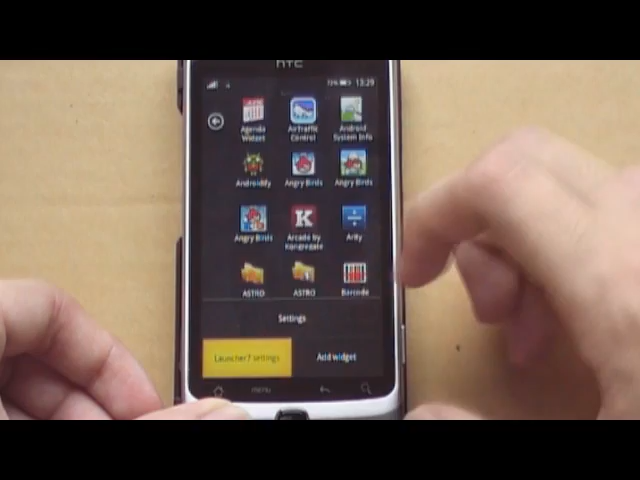 hTC
13:29
Agenda Widget
AirTraffic Control
Android System Info
Androidify
Angry Birds
Angry Birds
Angry Birds
K
Arcade by Kongregate
Arity
ASTRO
ASTRO
Barcode
Settings
Launcher7 settings
Add widget
menu